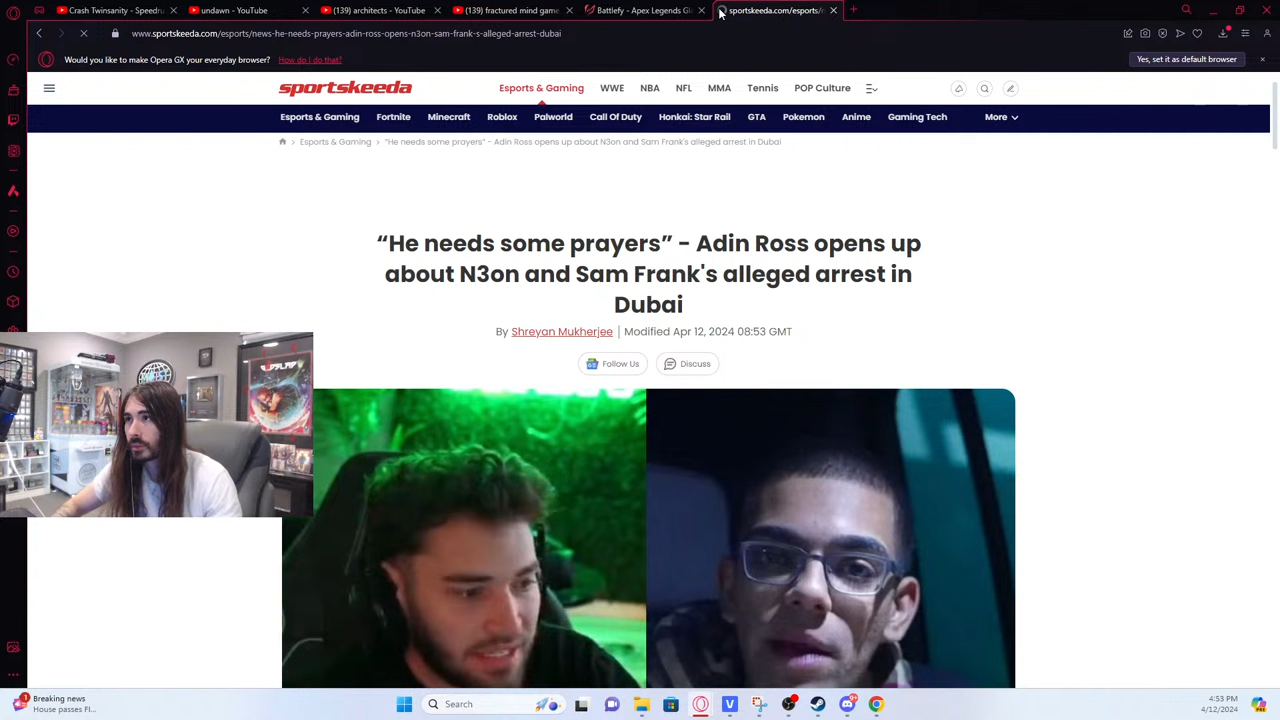 Crash Twinsanity - Speedru
undawn - YouTube
(139) architects - YouTub
(139) fractured mind game
Battlefy - Apex Legends Gl
sportskeeda.com/esports/
www.sportskeeda.com/esports/news-he-needs-prayers-adin-ross-opens-n3on-sam-frank-s-alleged-arrest-dubai
Would you like to make Opera GX your everyday browser? How do I do that?
Yes, set it as default browser
sportskeeda
Esports & Gaming WWE NBA NFL MMA Tennis POP Culture
Esports & Gaming Fortnite Minecraft Roblox Palworld Call Of Duty Honkai: Star Rail GTA Pokemon Anime Gaming Tech More
Esports & Gaming > “He needs some prayers” - Adin Ross opens up about N3on and Sam Frank's alleged arrest in Dubai
“He needs some prayers” - Adin Ross opens up
about N3on and Sam Frank's alleged arrest in
Dubai
By Shreyan Mukherjee | Modified Apr 12, 2024 08:53 GMT
Follow Us
Discuss
Breaking news
House passes FI...
Search
4:53 PM
4/12/2024